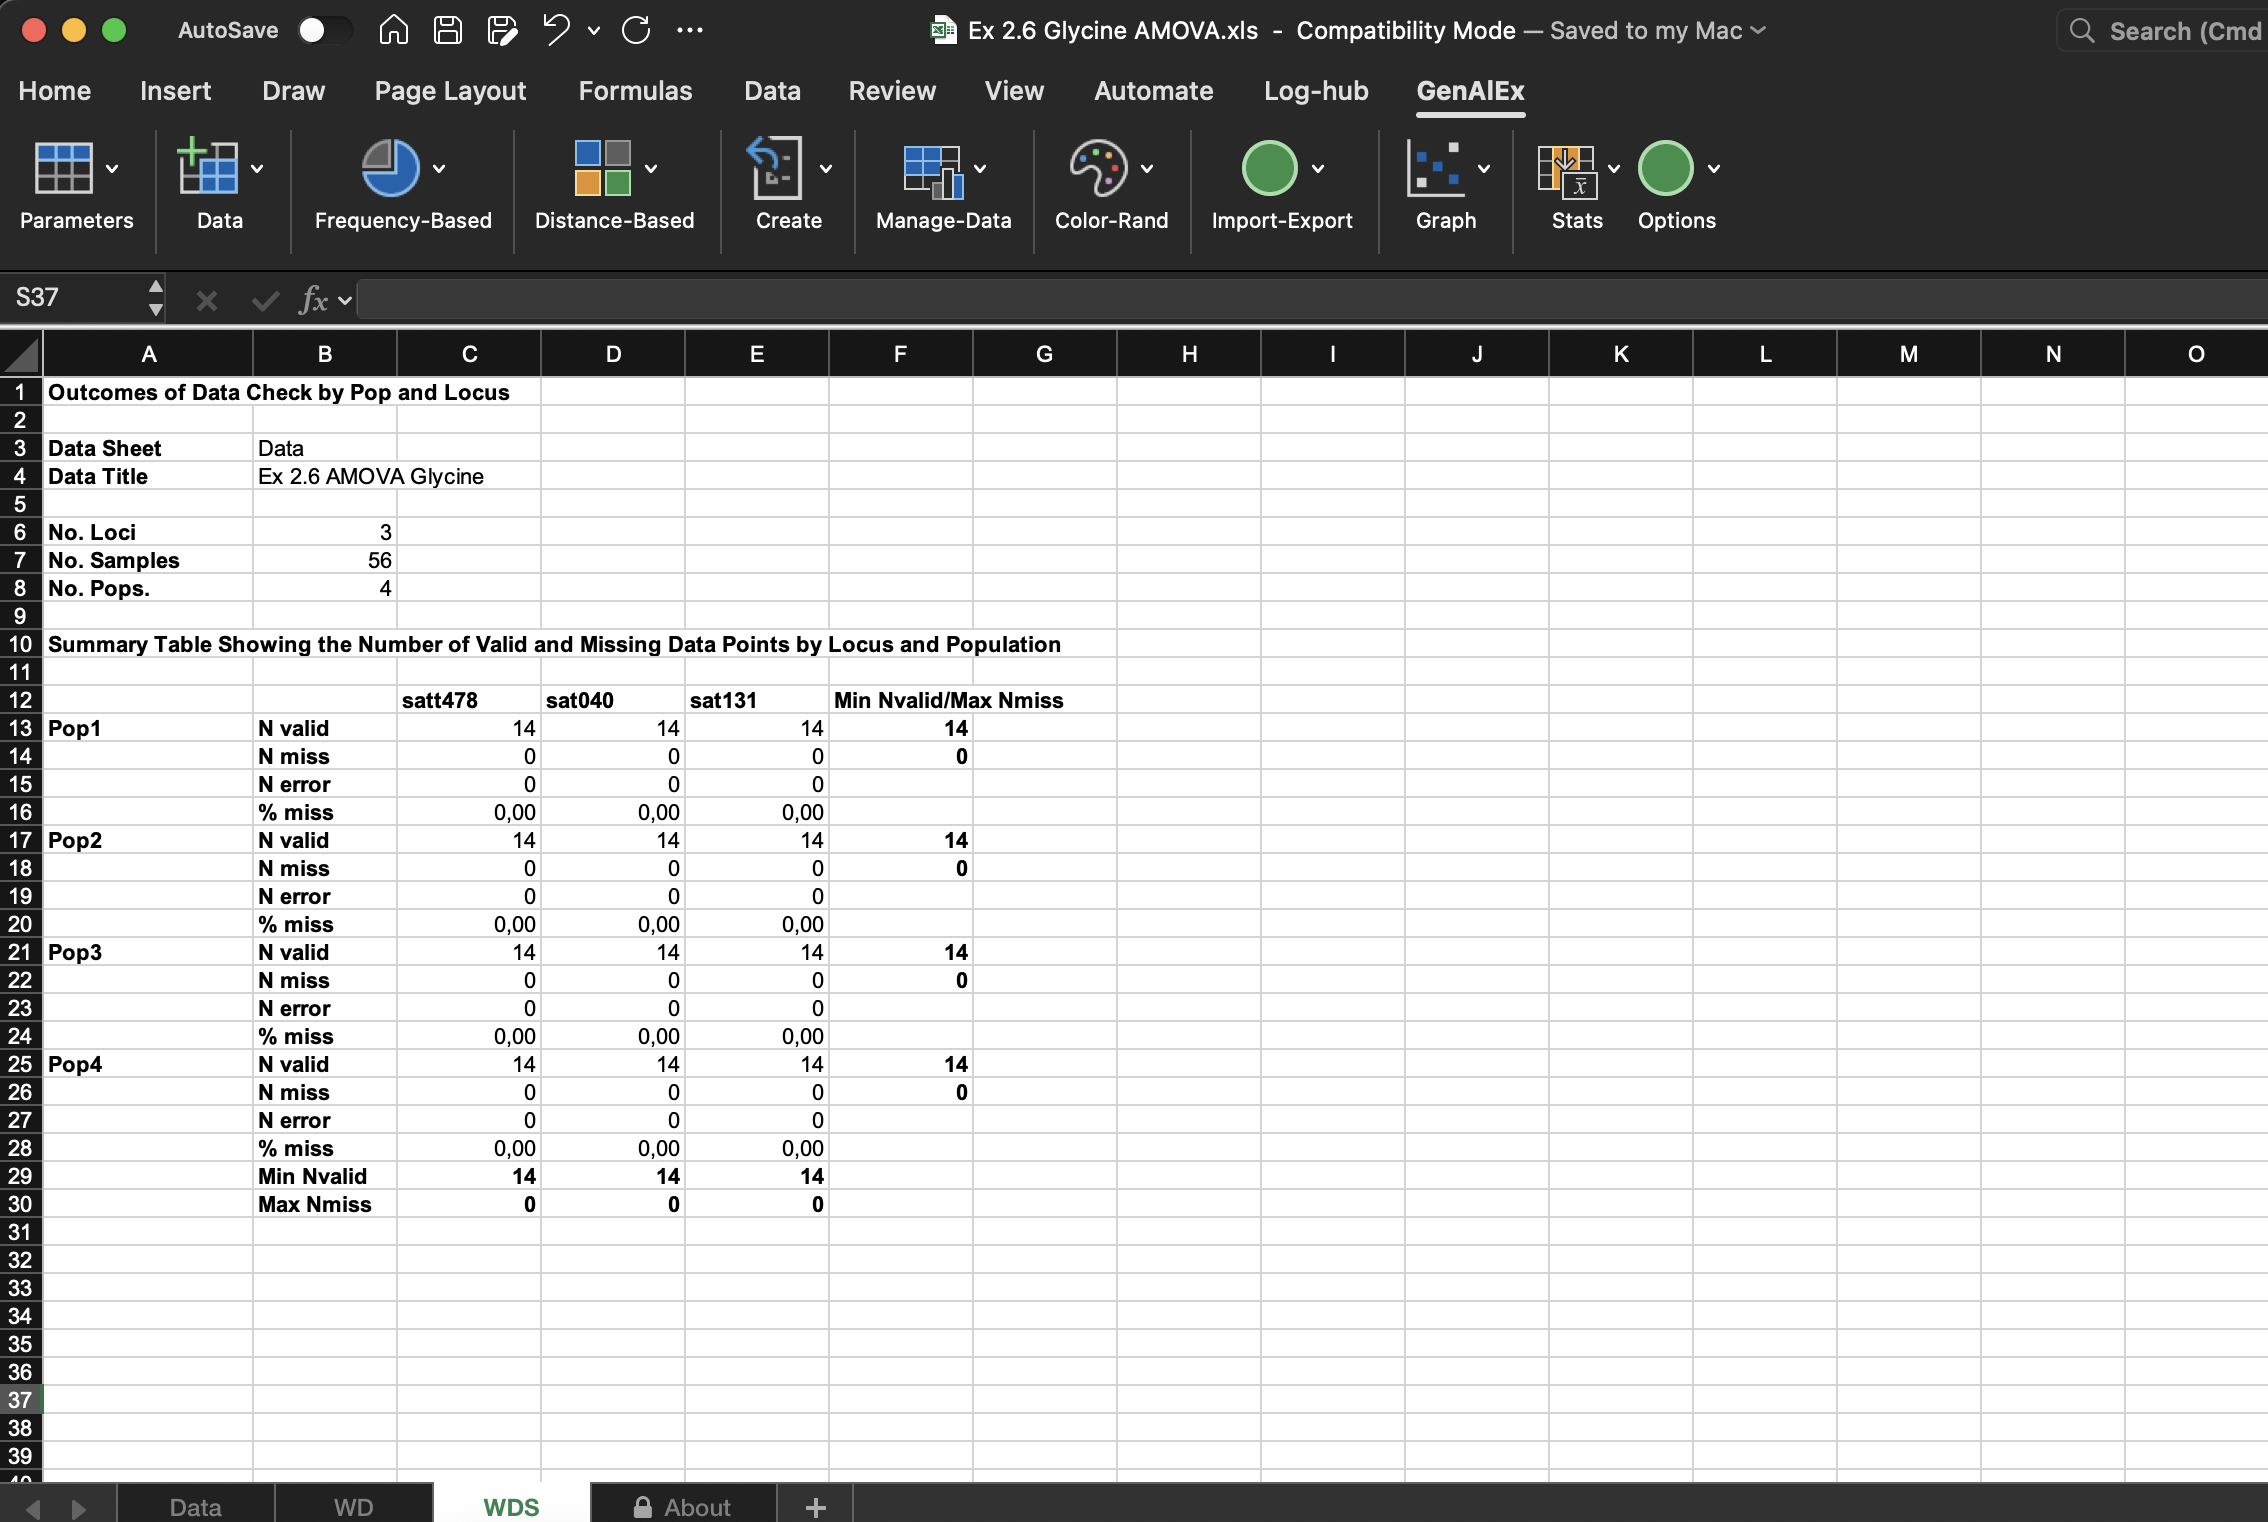 AutoSave Ex 2.6 Glycine AMOVA.xls - Compatibility Mode — Saved to my Mac Search (Cmd
Home Insert Draw Page Layout Formulas Data Review View Automate Log-hub GenAlEx
Parameters Data Frequency-Based Distance-Based Create Manage-Data Color-Rand Import-Export Graph Stats Options
S37 fx
A B C D E F G H I J K L M N O
1 Outcomes of Data Check by Pop and Locus
2
3 Data Sheet Data
4 Data Title Ex 2.6 AMOVA Glycine
5
6 No. Loci 3
7 No. Samples 56
8 No. Pops. 4
9
10 Summary Table Showing the Number of Valid and Missing Data Points by Locus and Population
11
12 satt478 sat040 sat131 Min Nvalid/Max Nmiss
13 Pop1 N valid 14 14 14 14
14 N miss 0 0 0 0
15 N error 0 0 0
16 % miss 0,00 0,00 0,00
17 Pop2 N valid 14 14 14 14
18 N miss 0 0 0 0
19 N error 0 0 0
20 % miss 0,00 0,00 0,00
21 Pop3 N valid 14 14 14 14
22 N miss 0 0 0 0
23 N error 0 0 0
24 % miss 0,00 0,00 0,00
25 Pop4 N valid 14 14 14 14
26 N miss 0 0 0 0
27 N error 0 0 0
28 % miss 0,00 0,00 0,00
29 Min Nvalid 14 14 14
30 Max Nmiss 0 0 0
31
32
33
34
35
36
37
38
39
40
Data WD WDS About +